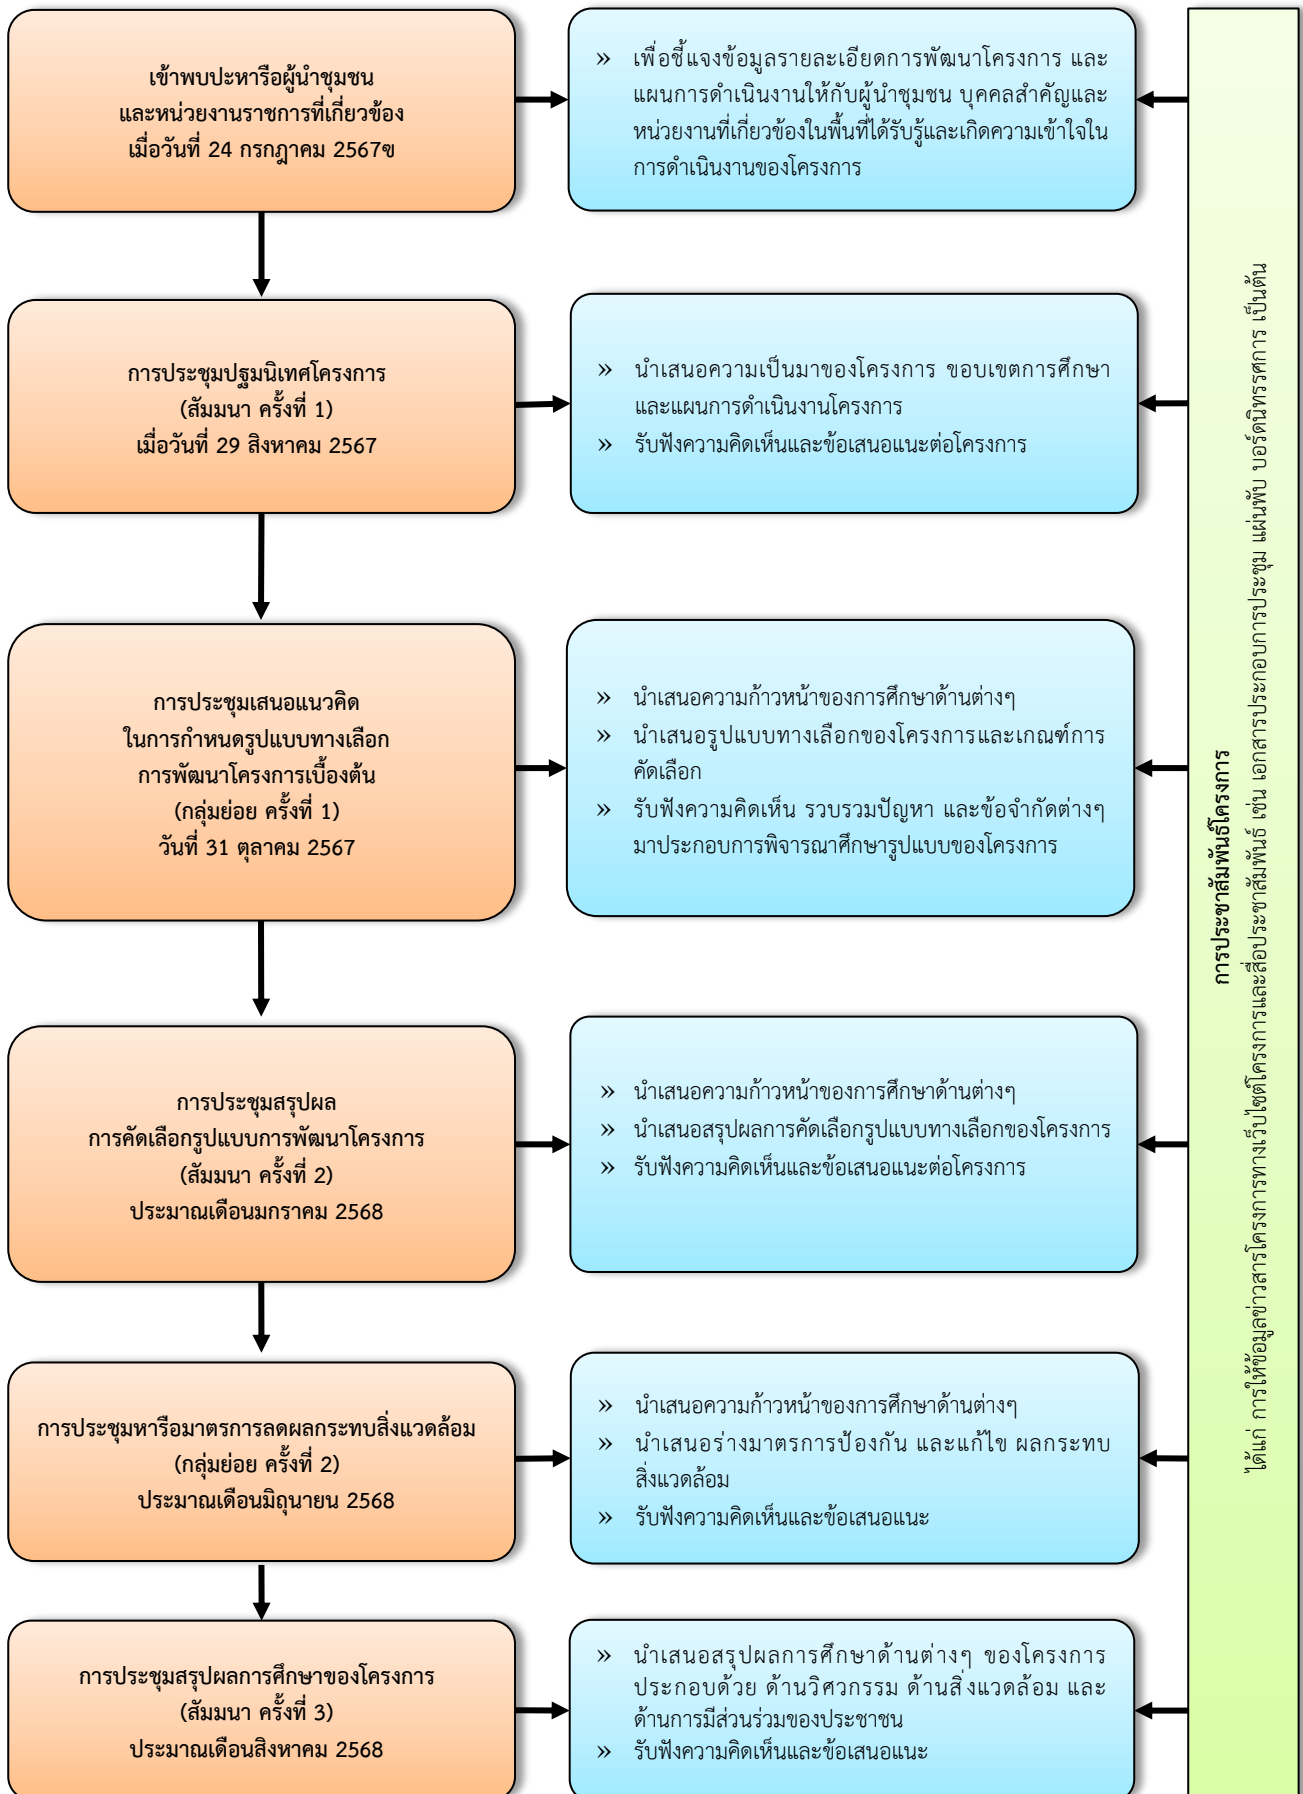 เข้าพบปะหารือผู้นำชุมชน
และหน่วยงานราชการที่เกี่ยวข้อง
เมื่อวันที่ 24 กรกฎาคม 2567ข
» เพื่อชี้แจงข้อมูลรายละเอียดการพัฒนาโครงการ และ
แผนการดำเนินงานให้กับผู้นำชุมชน บุคคลสำคัญและ
หน่วยงานที่เกี่ยวข้องในพื้นที่ได้รับรู้และเกิดความเข้าใจใน
การดำเนินงานของโครงการ
การประชุมปฐมนิเทศโครงการ
(สัมมนา ครั้งที่ 1)
เมื่อวันที่ 29 สิงหาคม 2567
» นำเสนอความเป็นมาของโครงการ ขอบเขตการศึกษา
และแผนการดำเนินงานโครงการ
» รับฟังความคิดเห็นและข้อเสนอแนะต่อโครงการ
การประชุมเสนอแนวคิด
ในการกำหนดรูปแบบทางเลือก
การพัฒนาโครงการเบื้องต้น
(กลุ่มย่อย ครั้งที่ 1)
วันที่ 31 ตุลาคม 2567
» นำเสนอความก้าวหน้าของการศึกษาด้านต่างๆ
» นำเสนอรูปแบบทางเลือกของโครงการและเกณฑ์การ
คัดเลือก
» รับฟังความคิดเห็น รวบรวมปัญหา และข้อจำกัดต่างๆ
มาประกอบการพิจารณาศึกษารูปแบบของโครงการ
การประชุมสรุปผล
การคัดเลือกรูปแบบการพัฒนาโครงการ
(สัมมนา ครั้งที่ 2)
ประมาณเดือนมกราคม 2568
» นำเสนอความก้าวหน้าของการศึกษาด้านต่างๆ
» นำเสนอสรุปผลการคัดเลือกรูปแบบทางเลือกของโครงการ
» รับฟังความคิดเห็นและข้อเสนอแนะต่อโครงการ
การประชุมหารือมาตรการลดผลกระทบสิ่งแวดล้อม
(กลุ่มย่อย ครั้งที่ 2)
ประมาณเดือนมิถุนายน 2568
» นำเสนอความก้าวหน้าของการศึกษาด้านต่างๆ
» นำเสนอร่างมาตรการป้องกัน และแก้ไข ผลกระทบ
สิ่งแวดล้อม
» รับฟังความคิดเห็นและข้อเสนอแนะ
การประชุมสรุปผลการศึกษาของโครงการ
(สัมมนา ครั้งที่ 3)
ประมาณเดือนสิงหาคม 2568
» นำเสนอสรุปผลการศึกษาด้านต่างๆ ของโครงการ
ประกอบด้วย ด้านวิศวกรรม ด้านสิ่งแวดล้อม และ
ด้านการมีส่วนร่วมของประชาชน
» รับฟังความคิดเห็นและข้อเสนอแนะ
การประชาสัมพันธ์โครงการ
ได้แก่ การให้ข้อมูลข่าวสารโครงการทางเว็บไซต์โครงการและสื่อประชาสัมพันธ์ เช่น เอกสารประกอบการประชุม แผ่นพับ บอร์ดนิทรรศการ เป็นต้น